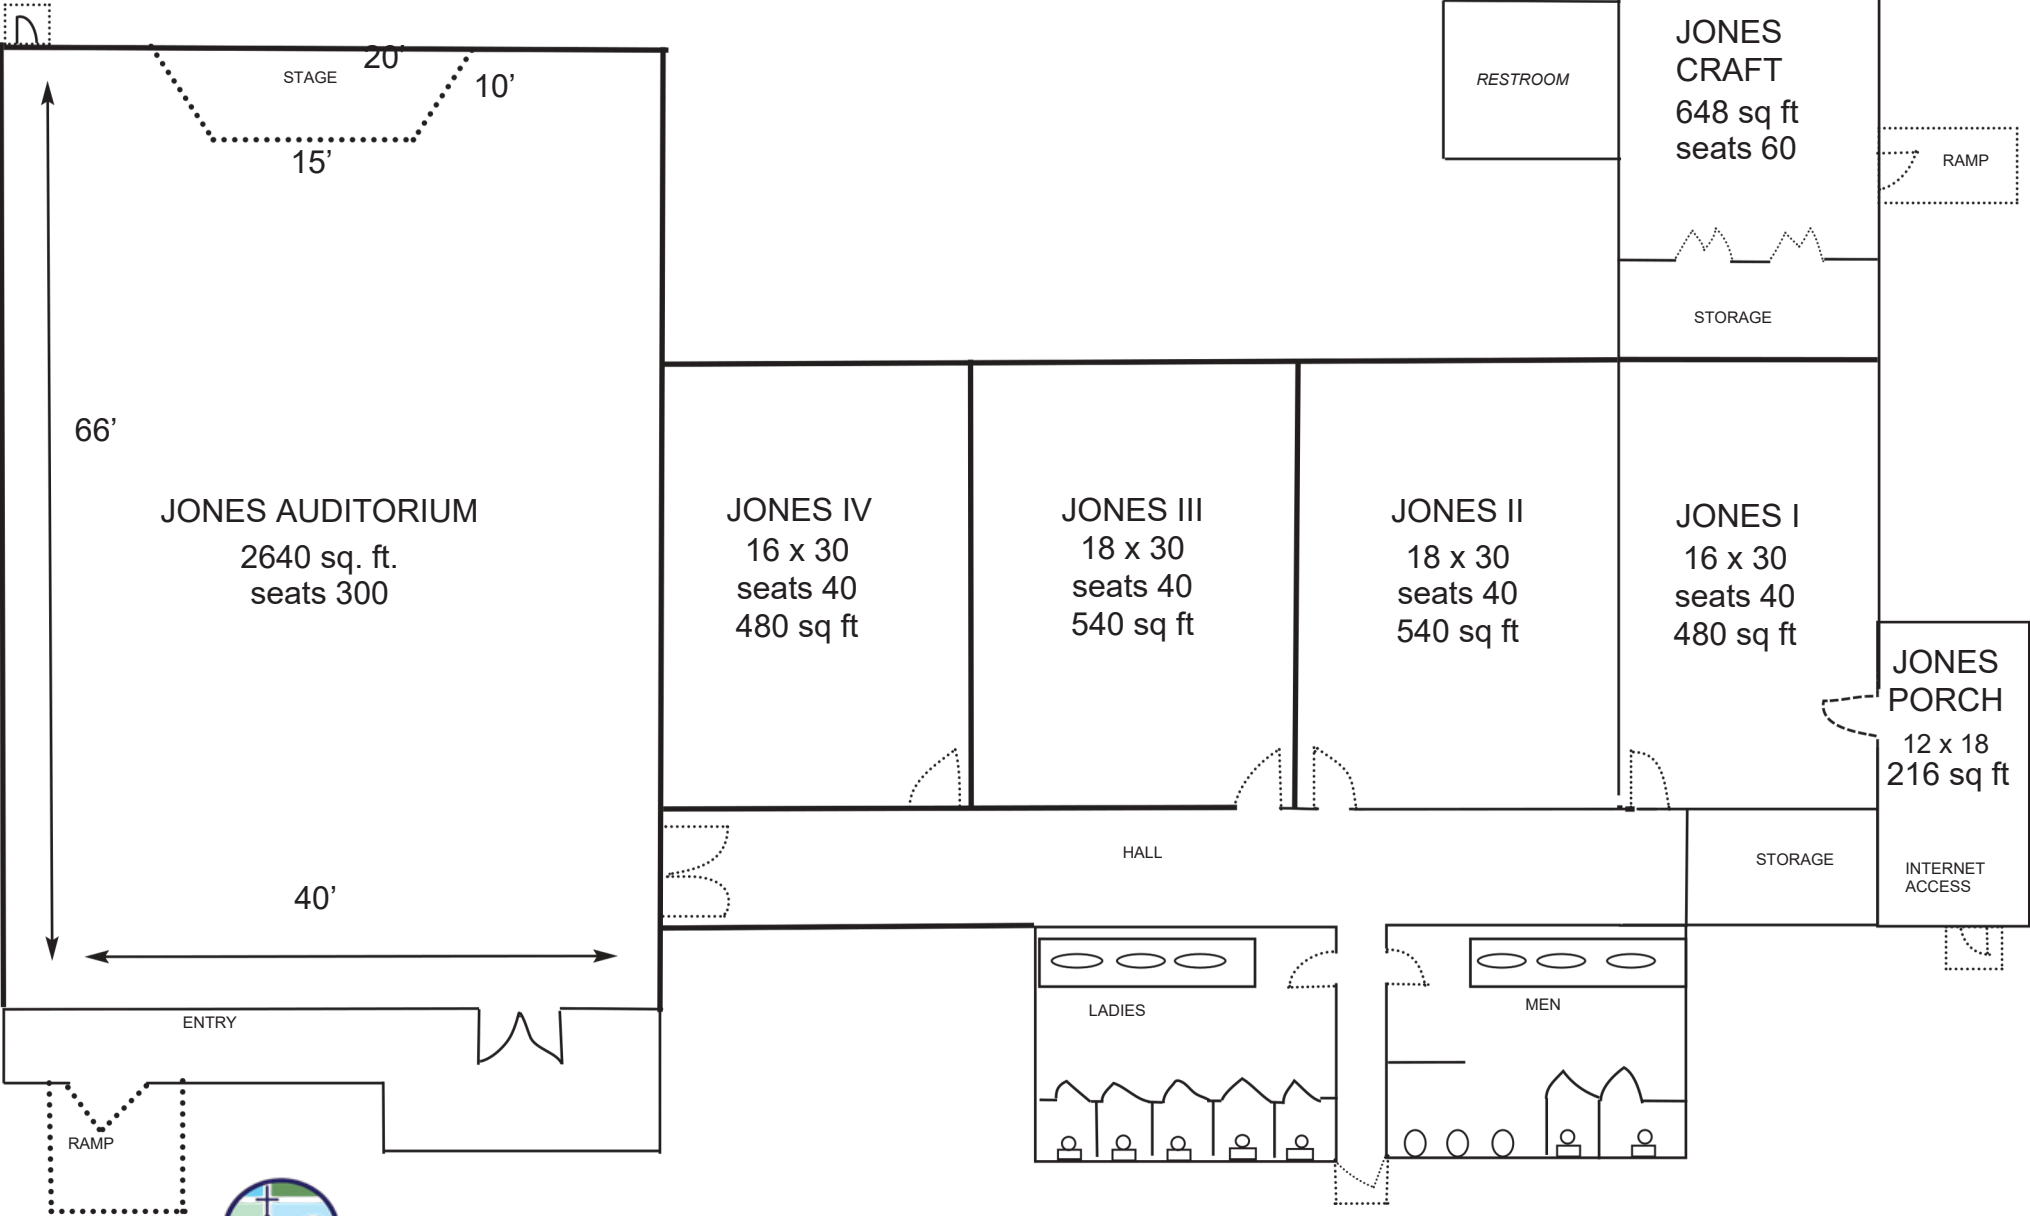 20’
STAGE
10’
15’
66’
JONES AUDITORIUM
2640 sq. ft.
seats 300
40’
ENTRY
RAMP
JONES IV
16 x 30
seats 40
480 sq ft
JONES III
18 x 30
seats 40
540 sq ft
JONES II
18 x 30
seats 40
540 sq ft
JONES I
16 x 30
seats 40
480 sq ft
RESTROOM
JONES
CRAFT
648 sq ft
seats 60
RAMP
STORAGE
JONES
PORCH
12 x 18
216 sq ft
INTERNET
ACCESS
HALL
STORAGE
LADIES
MEN